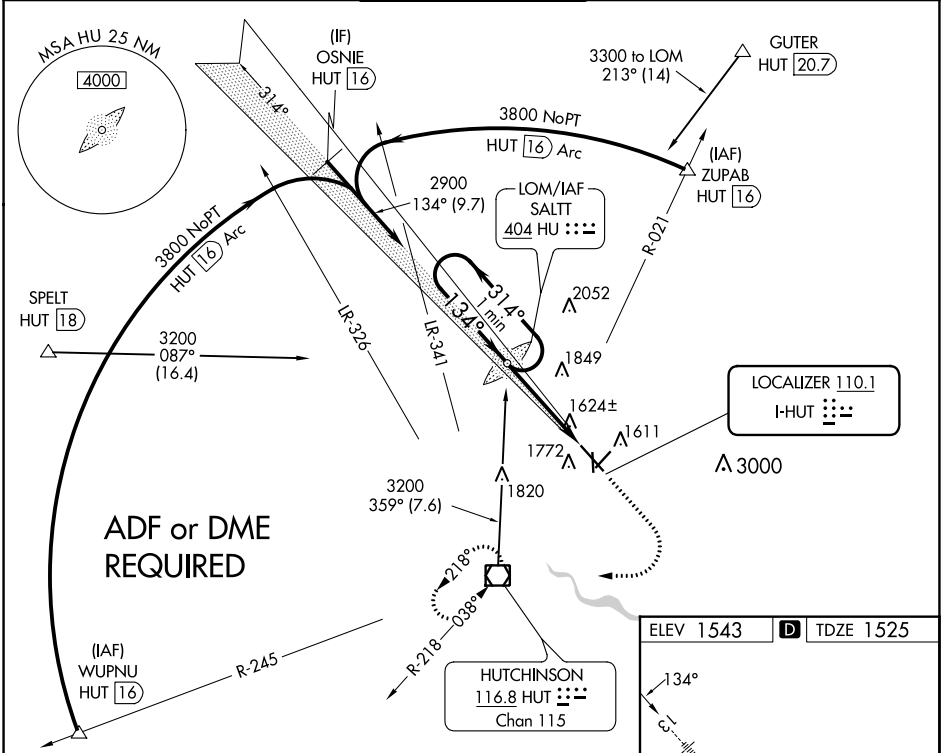 MSA HU 25 NM
4000
(IF)
OSNIE
HUT 16
314°
3300 to LOM
213° (14)
GUTER
HUT 20.7
3800 NoPT
HUT 16 Arc
(IAF)
ZUPAB
HUT 16
2900
134° (9.7)
LOM/IAF
SALTT
404 HU
R-021
3800 NoPT
HUT 16 Arc
SPELT
HUT 18
3200
087°
(16.4)
LR-326
LR-341
134°
314°
1 min
2052
1849
1624±
1611
1772
3000
LOCALIZER 110.1
I-HUT
1820
3200
359° (7.6)
ADF or DME
REQUIRED
218°
038°
R-218
(IAF)
WUPNU
HUT 16
R-245
HUTCHINSON
116.8 HUT
Chan 115
ELEV 1543 D TDZE 1525
134°
13